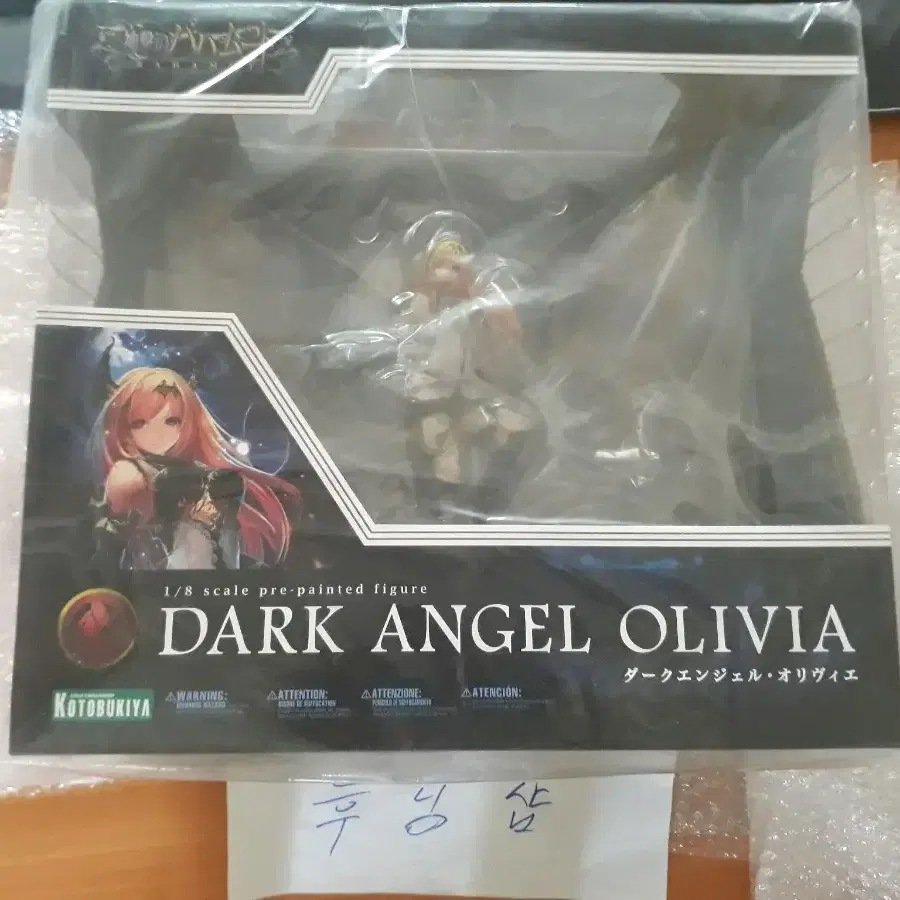 1/8 scale pre-painted figure
DARK ANGEL OLIVIA
ダークエンジェル・オリヴィエ
KOTOBUKIYA
⚠WARNING:
⚠ATTENTION:
⚠ATTENZIONE:
⚠ATENCIÓN:
후닝샵